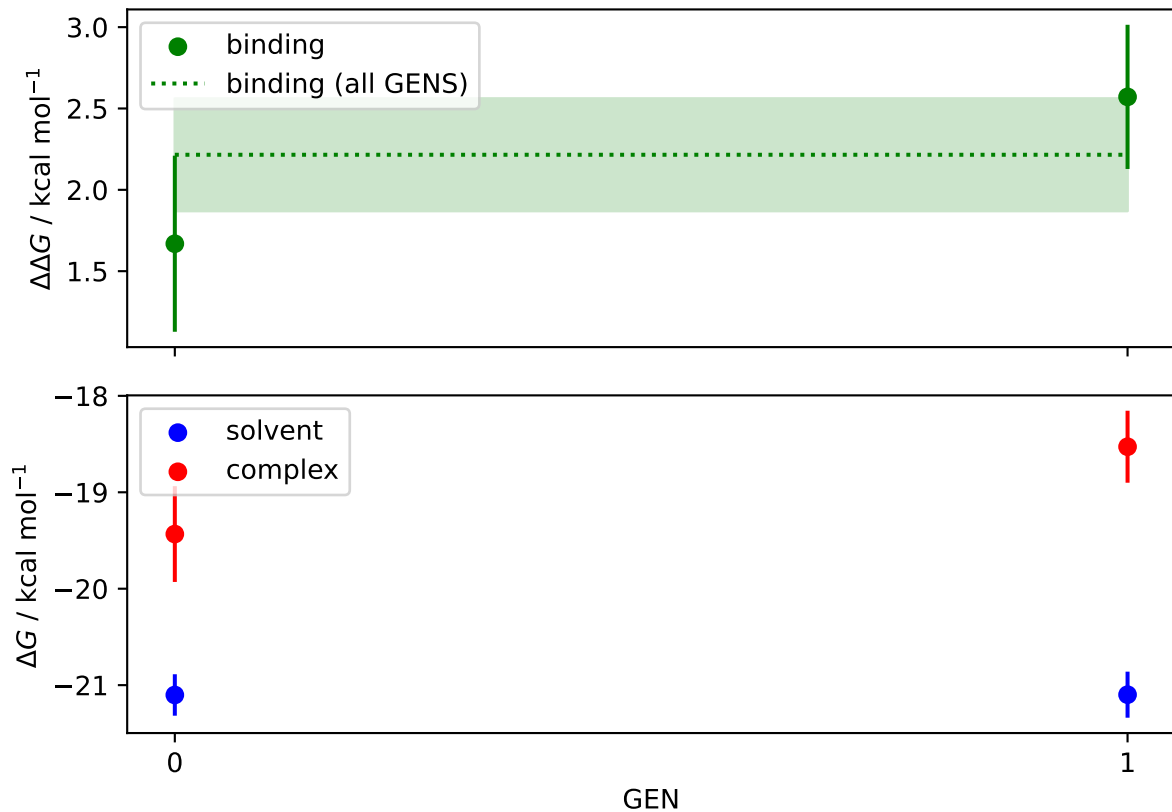 3.0
binding
binding (all GENS)
2.5
2.0
1.5
ΔΔG / kcal mol⁻¹
−18
solvent
complex
−19
−20
−21
ΔG / kcal mol⁻¹
0 1
GEN